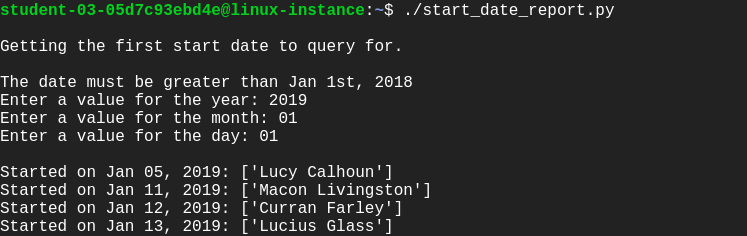 student-03-05d7c93ebd4e@linux-instance:~$ ./start_date_report.py
Getting the first start date to query for.
The date must be greater than Jan 1st, 2018
Enter a value for the year: 2019
Enter a value for the month: 01
Enter a value for the day: 01
Started on Jan 05, 2019: ['Lucy Calhoun']
Started on Jan 11, 2019: ['Macon Livingston']
Started on Jan 12, 2019: ['Curran Farley']
Started on Jan 13, 2019: ['Lucius Glass']